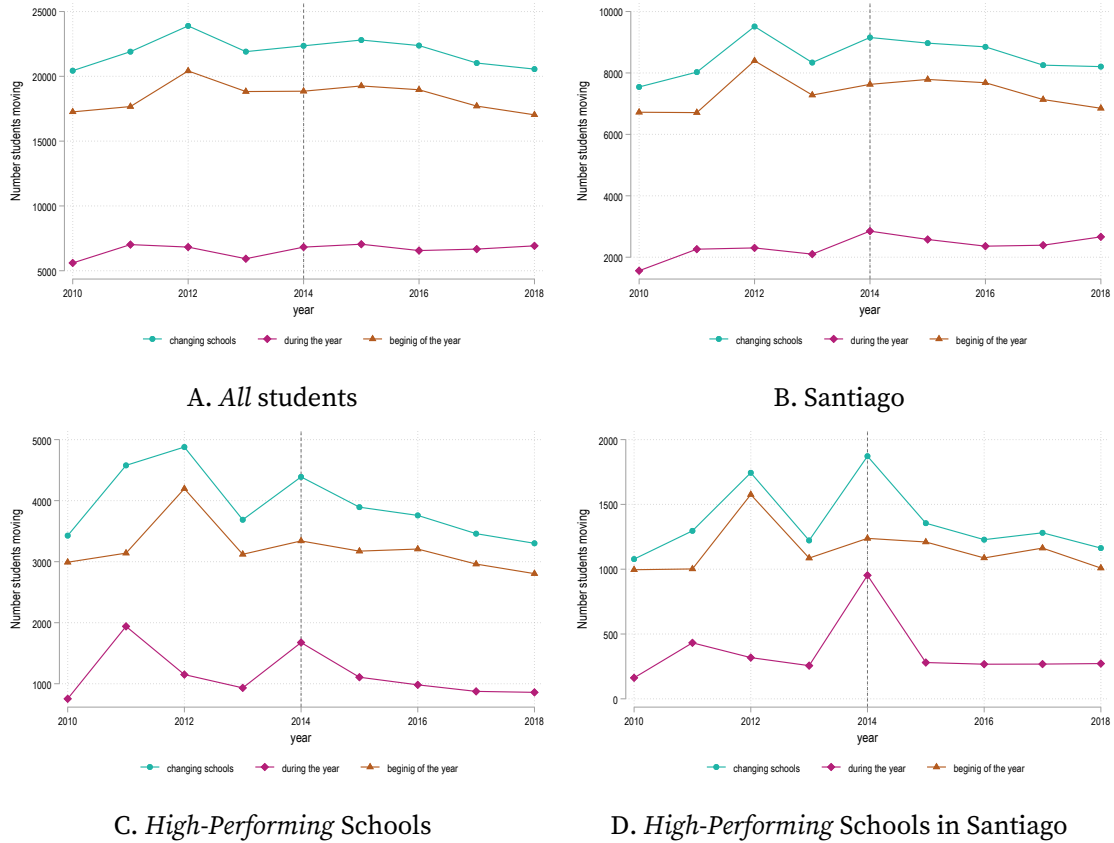 25000
20000
15000
10000
5000
Number students moving
2010 2012 2014 2016 2018
year
changing schools during the year beginig of the year
A. All students
10000
8000
6000
4000
2000
Number students moving
2010 2012 2014 2016 2018
year
changing schools during the year beginig of the year
B. Santiago
5000
4000
3000
2000
1000
Number students moving
2010 2012 2014 2016 2018
year
changing schools during the year beginig of the year
C. High-Performing Schools
2000
1500
1000
500
0
Number students moving
2010 2012 2014 2016 2018
year
changing schools during the year beginig of the year
D. High-Performing Schools in Santiago